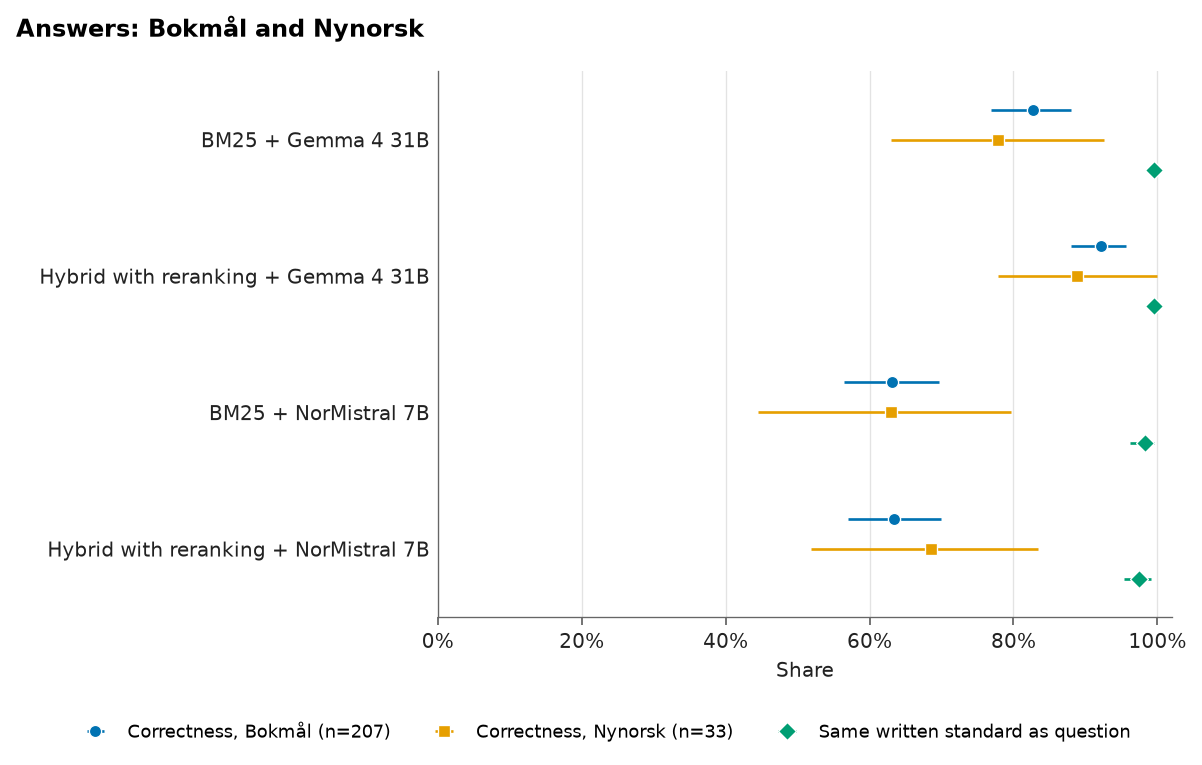 Answers: Bokmål and Nynorsk
BM25 + Gemma 4 31B
Hybrid with reranking + Gemma 4 31B
BM25 + NorMistral 7B
Hybrid with reranking + NorMistral 7B
0% 20% 40% 60% 80% 100%
Share
Correctness, Bokmål (n=207) Correctness, Nynorsk (n=33) Same written standard as question